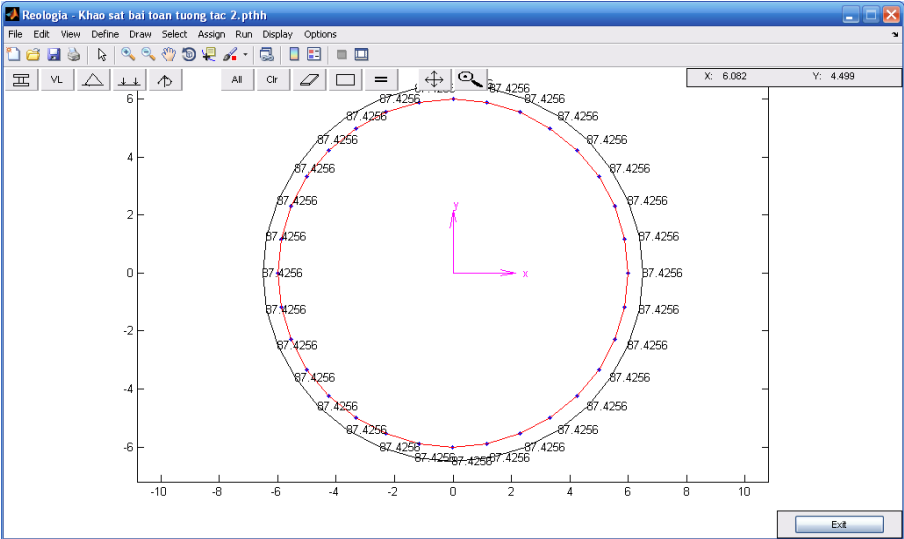 Reologia - Khao sat bai toan tuong tac 2.pthh
File Edit View Define Draw Select Assign Run Display Options
VL All Clr X: 6.082 Y: 4.499
87.4256
6 87.4256 87.4256
87.4256 87.4256
87.4256 87.4256
4
87.4256 87.4256
87.4256 87.4256
2 y
87.4256 87.4256
0 87.4256 x 87.4256
87.4256 87.4256
-2
87.4256 87.4256
87.4256 87.4256
-4
87.4256 87.4256
87.4256 87.4256
-6 87.4256 87.4256
87.4256 87.4256 87.4256
-10 -8 -6 -4 -2 0 2 4 6 8 10
Exit